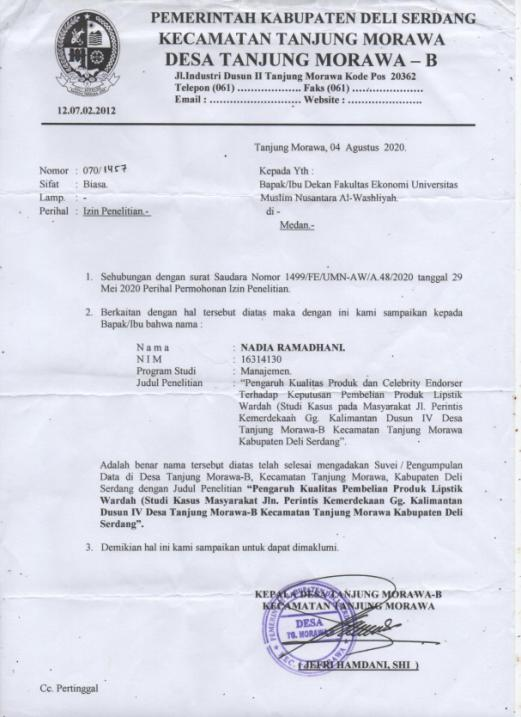 PEMERINTAH KABUPATEN DELI SERDANG
KECAMATAN TANJUNG MORAWA
DESA TANJUNG MORAWA – B
Jl.Industri Dusun II Tanjung Morawa Kode Pos 20362
Telepon (061) .................... Faks (061) .......................
Email : ............................ Website : .......................
12.07.02.2012
Tanjung Morawa, 04 Agustus 2020.
Nomor : 070/1457
Sifat : Biasa.
Lamp. : -
Perihal : Izin Penelitian.-
Kepada Yth :
Bapak/Ibu Dekan Fakultas Ekonomi Universitas
Muslim Nusantara Al-Washliyah.
di -
Medan.-
1. Sehubungan dengan surat Saudara Nomor 1499/FE/UMN-AW/A.48/2020 tanggal 29
Mei 2020 Perihal Permohonan Izin Penelitian.
2. Berkaitan dengan hal tersebut diatas maka dengan ini kami sampaikan kepada
Bapak/Ibu bahwa nama :
N a m a : NADIA RAMADHANI.
N I M : 16314130
Program Studi : Manajemen.
Judul Penelitian : “Pengaruh Kualitas Produk dan Celebrity Endorser
Terhadap Keputusan Pembelian Produk Lipstik
Wardah (Studi Kasus pada Masyarakat Jl. Perintis
Kemerdekaah Gg. Kalimantan Dusun IV Desa
Tanjung Morawa-B Kecamatan Tanjung Morawa
Kabupaten Deli Serdang”.
Adalah benar nama tersebut diatas telah selesai mengadakan Suvei / Pengumpulan
Data di Desa Tanjung Morawa-B, Kecamatan Tanjung Morawa, Kabupaten Deli
Serdang dengan Judul Penelitian “Pengaruh Kualitas Pembelian Produk Lipstik
Wardah (Studi Kasus Masyarakat Jln. Perintis Kemerdekaan Gg. Kalimantan
Dusun IV Desa Tanjung Morawa-B Kecamatan Tanjung Morawa Kabupaten Deli
Serdang”.
3. Demikian hal ini kami sampaikan untuk dapat dimaklumi.
KEPALA DESA TANJUNG MORAWA-B
KECAMATAN TANJUNG MORAWA
DESA
TG. MORAWA
( JEFRI HAMDANI, SHI )
Cc. Pertinggal